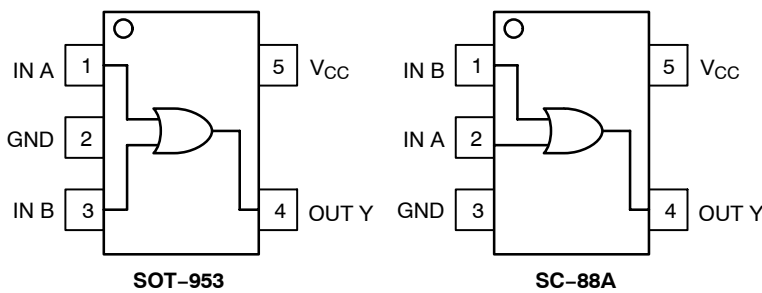 IN A 1 5 VCC
GND 2
IN B 3 4 OUT Y
SOT–953
IN B 1 5 VCC
IN A 2
GND 3 4 OUT Y
SC–88A